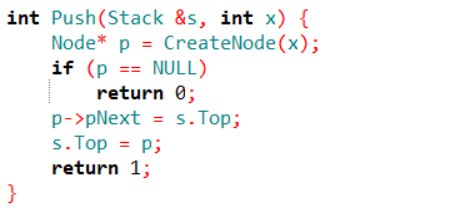 int Push(Stack &s, int x) {
    Node* p = CreateNode(x);
    if (p == NULL)
        return 0;
    p->pNext = s.Top;
    s.Top = p;
    return 1;
}